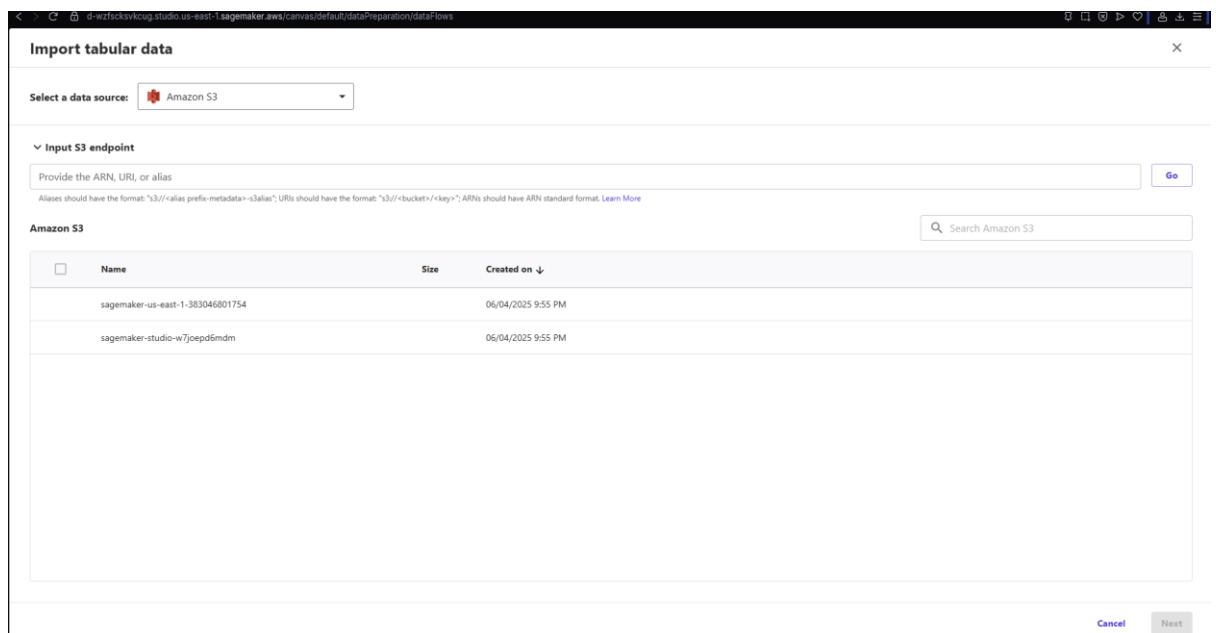 d-wzfscksvkcug.studio.us-east-1.sagemaker.aws/canvas/default/dataPreparation/dataFlows
Import tabular data
Select a data source: Amazon S3
Input S3 endpoint
Provide the ARN, URI, or alias Go
Aliases should have the format: "s3://<alias prefix-metadata>-s3alias"; URIs should have the format: "s3://<bucket>/<key>"; ARNs should have ARN standard format. Learn More
Amazon S3 Search Amazon S3
Name Size Created on
sagemaker-us-east-1-383046801754 06/04/2025 9:55 PM
sagemaker-studio-w7joepd6mdm 06/04/2025 9:55 PM
Cancel Next